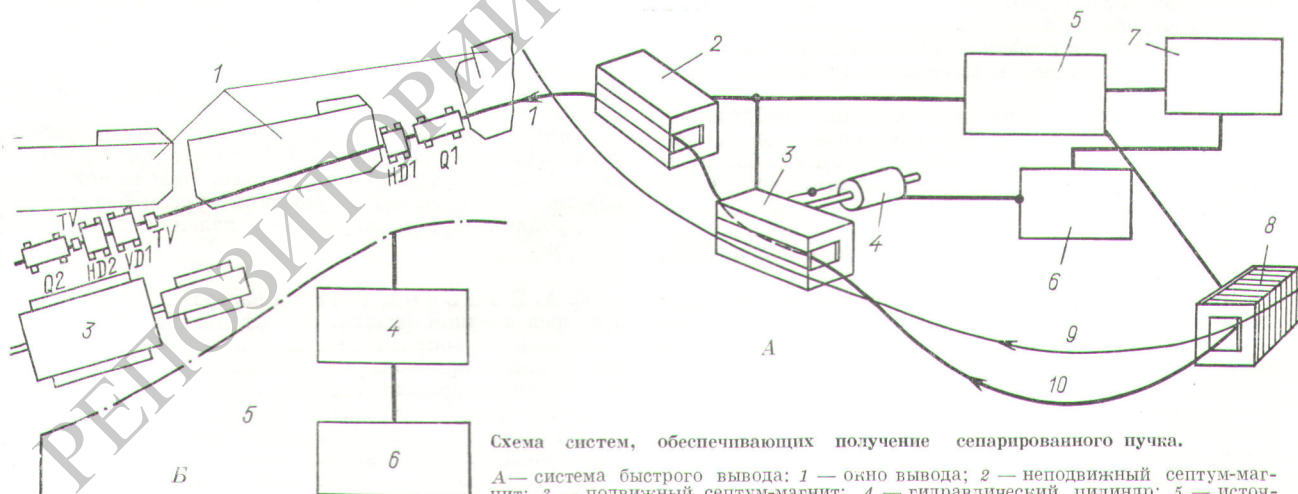 1
2
5
7
HD1
Q1
1
3
TV
TV
4
Q2
HD2
VD1
6
8
3
4
9
А
10
5
6
Б
РЕПОЗИТОРИЙ
Схема систем, обеспечивающих получение сепарированного пучка.
А — система быстрого вывода: 1 — окно вывода; 2 — неподвижный септум-маг-
нит; 3 — подвижный септум-магнит; 4 — гидравлический цилиндр; 5 — источ-